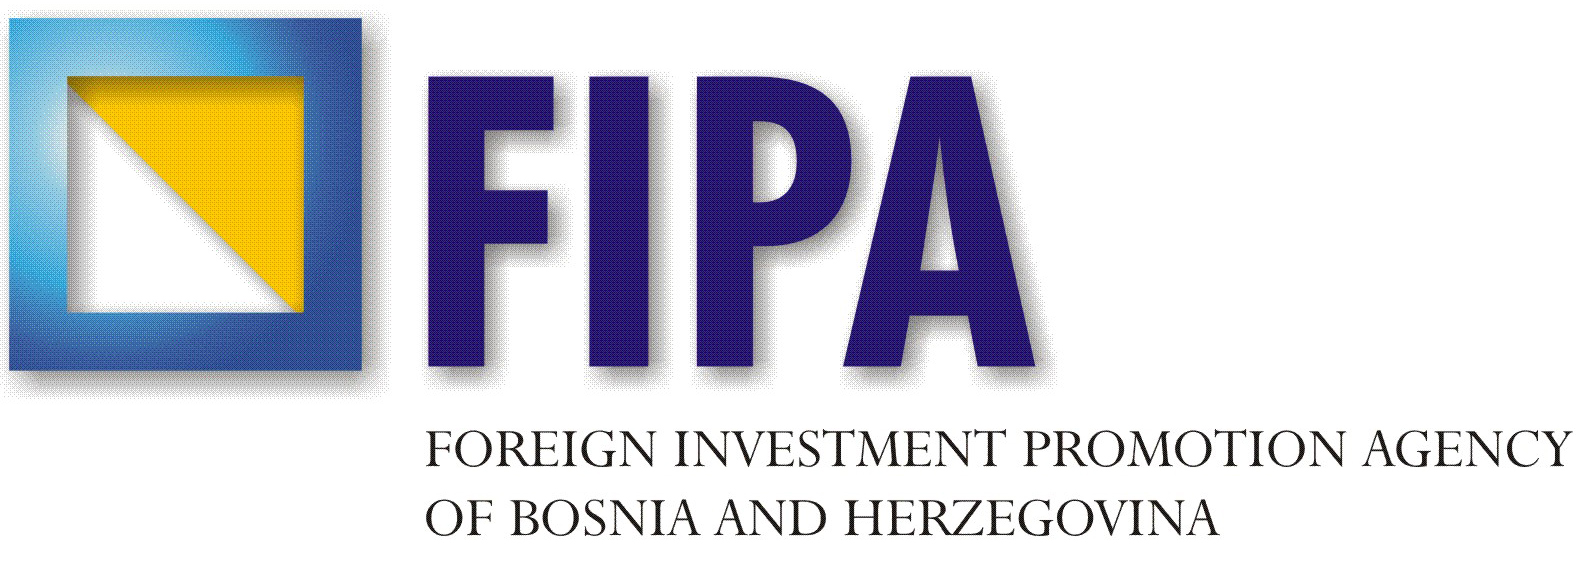 FIPA
FOREIGN INVESTMENT PROMOTION AGENCY
OF BOSNIA AND HERZEGOVINA